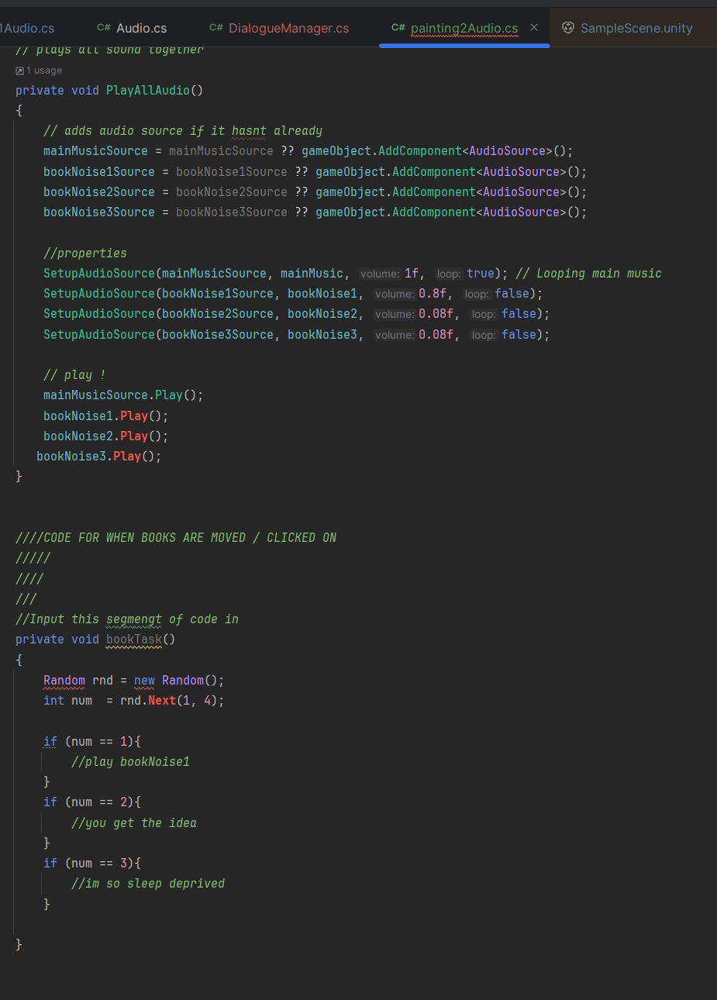 1Audio.cs C# Audio.cs C# DialogueManager.cs C# painting2Audio.cs × SampleScene.unity
// plays all sound together
1 usage
private void PlayAllAudio()
{
// adds audio source if it hasnt already
mainMusicSource = mainMusicSource ?? gameObject.AddComponent<AudioSource>();
bookNoise1Source = bookNoise1Source ?? gameObject.AddComponent<AudioSource>();
bookNoise2Source = bookNoise2Source ?? gameObject.AddComponent<AudioSource>();
bookNoise3Source = bookNoise3Source ?? gameObject.AddComponent<AudioSource>();
//properties
SetupAudioSource(mainMusicSource, mainMusic, volume: 1f, loop: true); // Looping main music
SetupAudioSource(bookNoise1Source, bookNoise1, volume: 0.8f, loop: false);
SetupAudioSource(bookNoise2Source, bookNoise2, volume: 0.08f, loop: false);
SetupAudioSource(bookNoise3Source, bookNoise3, volume: 0.08f, loop: false);
// play !
mainMusicSource.Play();
bookNoise1.Play();
bookNoise2.Play();
bookNoise3.Play();
}
////CODE FOR WHEN BOOKS ARE MOVED / CLICKED ON
/////
////
///
//Input this segmengt of code in
private void bookTask()
{
Random rnd = new Random();
int num  = rnd.Next(1, 4);
if (num == 1){
//play bookNoise1
}
if (num == 2){
//you get the idea
}
if (num == 3){
//im so sleep deprived
}
}